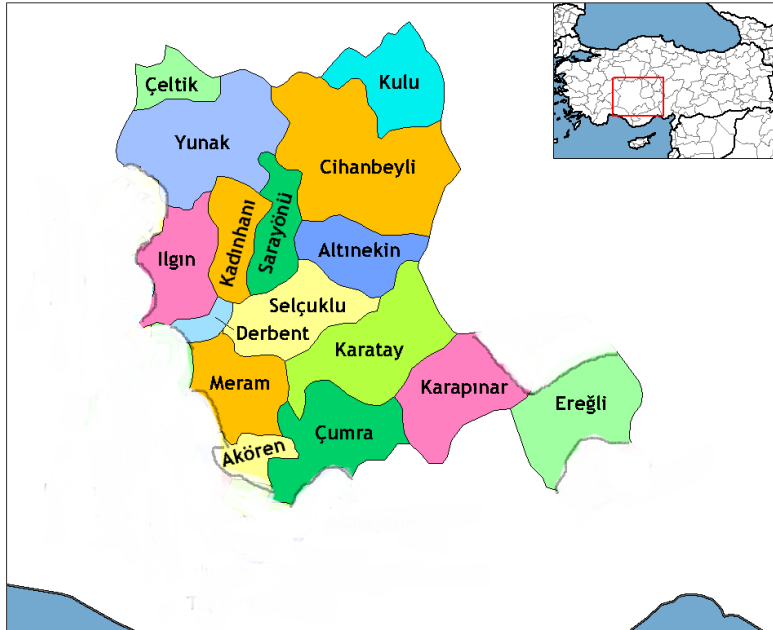 Çeltik
Kulu
Yunak
Cihanbeyli
Kadınhanı
Sarayönü
Ilgın
Altınekin
Selçuklu
Derbent
Karatay
Meram
Karapınar
Ereğli
Çumra
Akören